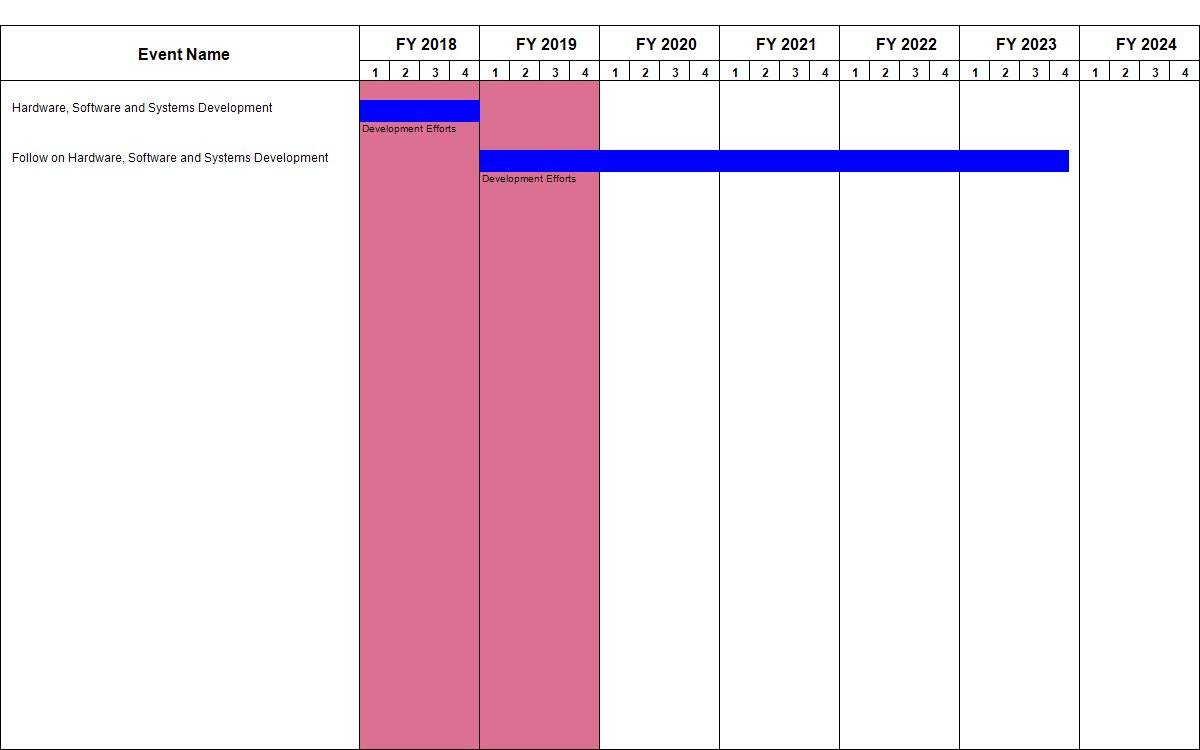 Event Name
FY 2018 FY 2019 FY 2020 FY 2021 FY 2022 FY 2023 FY 2024
1 2 3 4 1 2 3 4 1 2 3 4 1 2 3 4 1 2 3 4 1 2 3 4 1 2 3 4
Hardware, Software and Systems Development
Development Efforts
Follow on Hardware, Software and Systems Development
Development Efforts